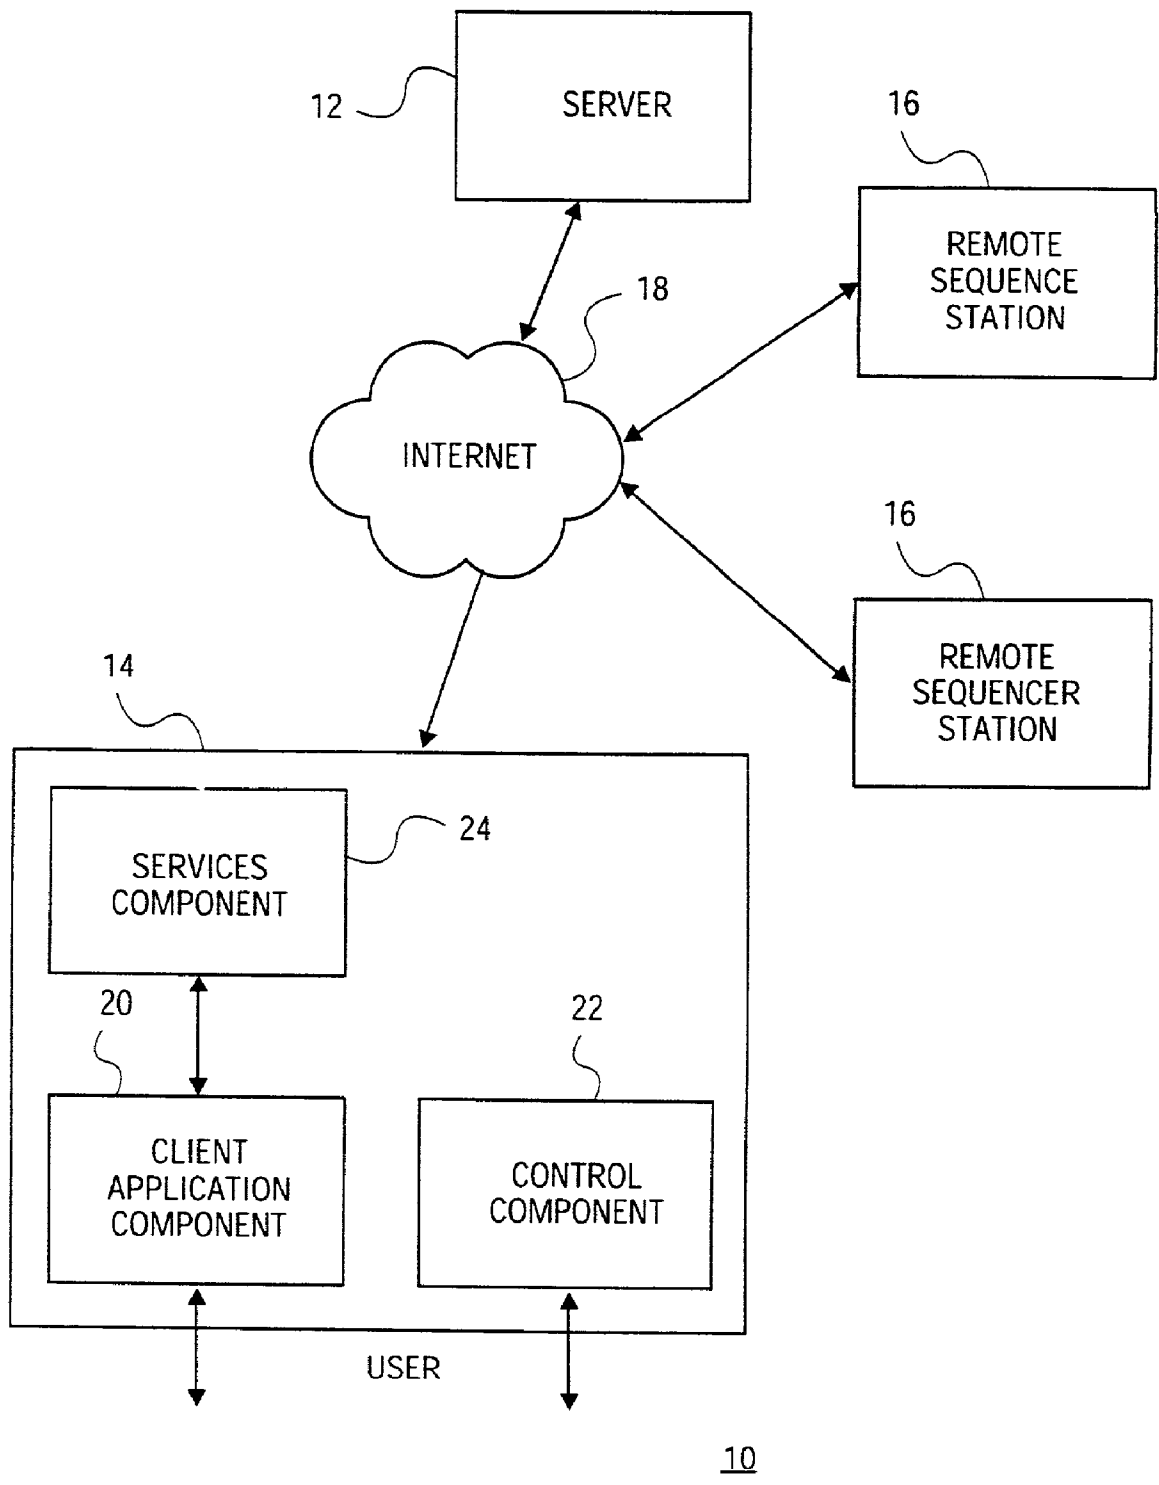 SERVER
12
16
REMOTE
SEQUENCE
STATION
18
INTERNET
16
REMOTE
SEQUENCER
STATION
14
24
SERVICES
COMPONENT
20
22
CLIENT
APPLICATION
COMPONENT
CONTROL
COMPONENT
USER
10